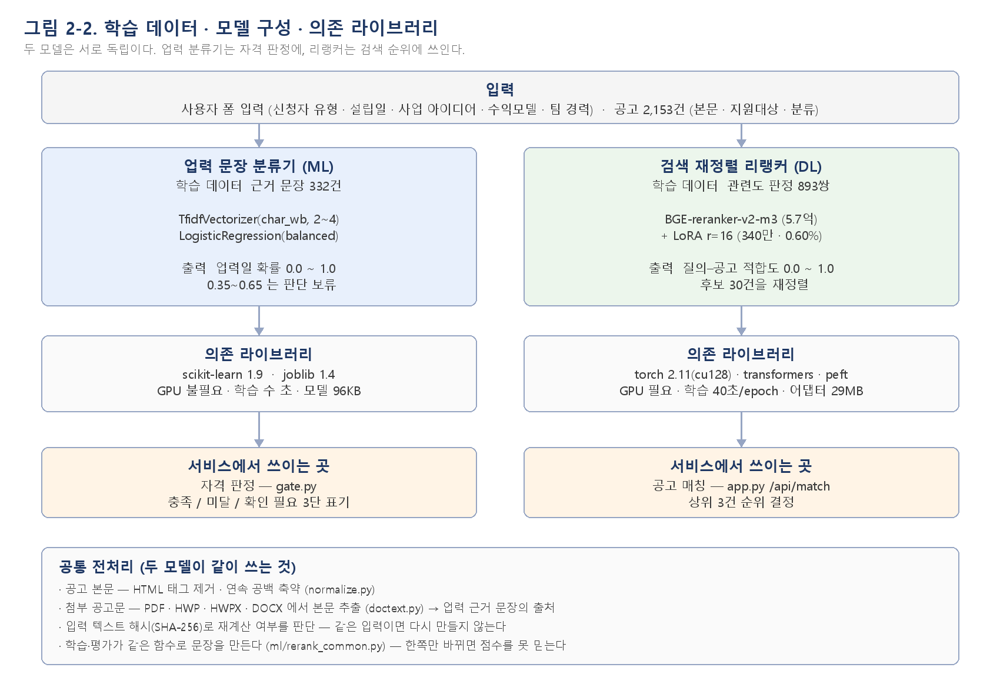 그림 2-2. 학습 데이터 · 모델 구성 · 의존 라이브러리
두 모델은 서로 독립이다. 업력 분류기는 자격 판정에, 리랭커는 검색 순위에 쓰인다.
입력
사용자 폼 입력 (신청자 유형 · 설립일 · 사업 아이디어 · 수익모델 · 팀 경력) · 공고 2,153건 (본문 · 지원대상 · 분류)
업력 문장 분류기 (ML)
학습 데이터 근거 문장 332건
TfidfVectorizer(char_wb, 2~4)
LogisticRegression(balanced)
출력 업력일 확률 0.0 ~ 1.0
0.35~0.65 는 판단 보류
검색 재정렬 리랭커 (DL)
학습 데이터 관련도 판정 893쌍
BGE-reranker-v2-m3 (5.7억)
+ LoRA r=16 (340만 · 0.60%)
출력 질의–공고 적합도 0.0 ~ 1.0
후보 30건을 재정렬
의존 라이브러리
scikit-learn 1.9 · joblib 1.4
GPU 불필요 · 학습 수 초 · 모델 96KB
의존 라이브러리
torch 2.11(cu128) · transformers · peft
GPU 필요 · 학습 40초/epoch · 어댑터 29MB
서비스에서 쓰이는 곳
자격 판정 — gate.py
충족 / 미달 / 확인 필요 3단 표기
서비스에서 쓰이는 곳
공고 매칭 — app.py /api/match
상위 3건 순위 결정
공통 전처리 (두 모델이 같이 쓰는 것)
· 공고 본문 — HTML 태그 제거 · 연속 공백 축약 (normalize.py)
· 첨부 공고문 — PDF · HWP · HWPX · DOCX 에서 본문 추출 (doctext.py) → 업력 근거 문장의 출처
· 입력 텍스트 해시(SHA-256)로 재계산 여부를 판단 — 같은 입력이면 다시 만들지 않는다
· 학습·평가가 같은 함수로 문장을 만든다 (ml/rerank_common.py) — 한쪽만 바뀌면 점수를 못 믿는다